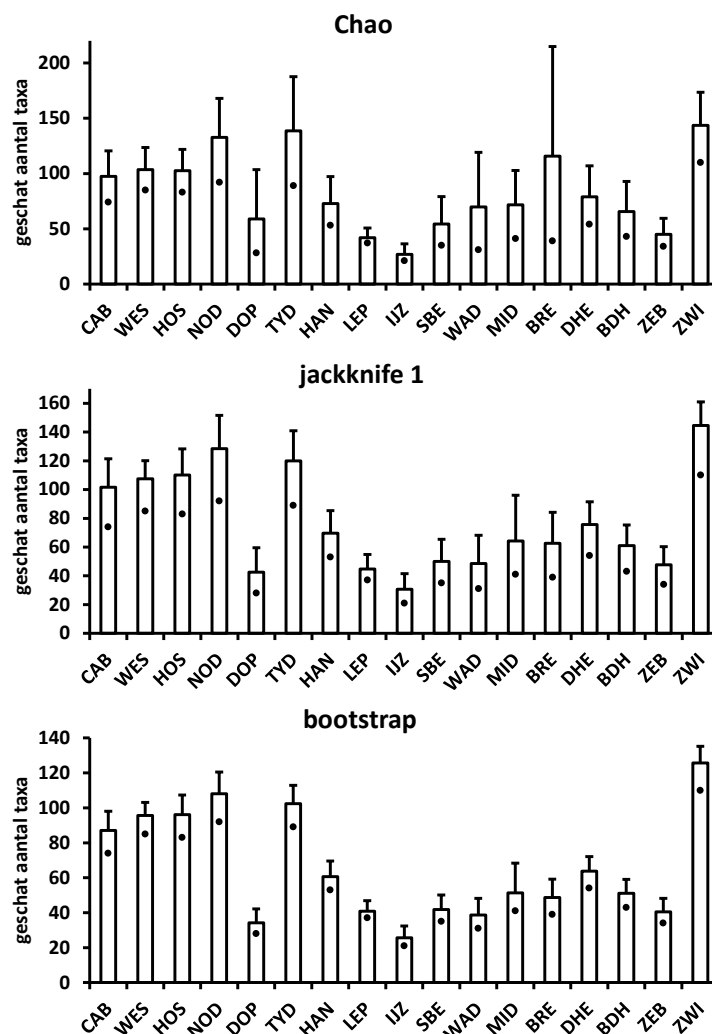 Chao
geschat aantal taxa
200
150
100
50
0
CAB WES HOS NOD DOP TYD HAN LEP IJZ SBE WAD MID BRE DHE BDH ZEB ZWI
jackknife 1
geschat aantal taxa
160
140
120
100
80
60
40
20
0
CAB WES HOS NOD DOP TYD HAN LEP IJZ SBE WAD MID BRE DHE BDH ZEB ZWI
bootstrap
geschat aantal taxa
140
120
100
80
60
40
20
0
CAB WES HOS NOD DOP TYD HAN LEP IJZ SBE WAD MID BRE DHE BDH ZEB ZWI